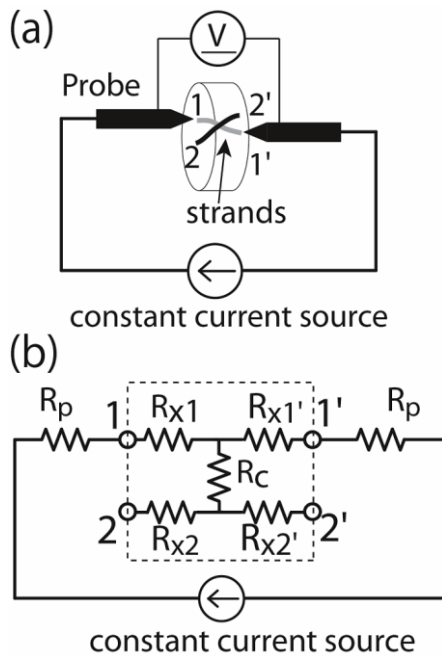 (a)
V
Probe
1
2'
2
1'
strands
constant current source
(b)
Rp
1
Rx1
Rx1'
1'
Rp
Rc
2
Rx2
Rx2'
2'
constant current source